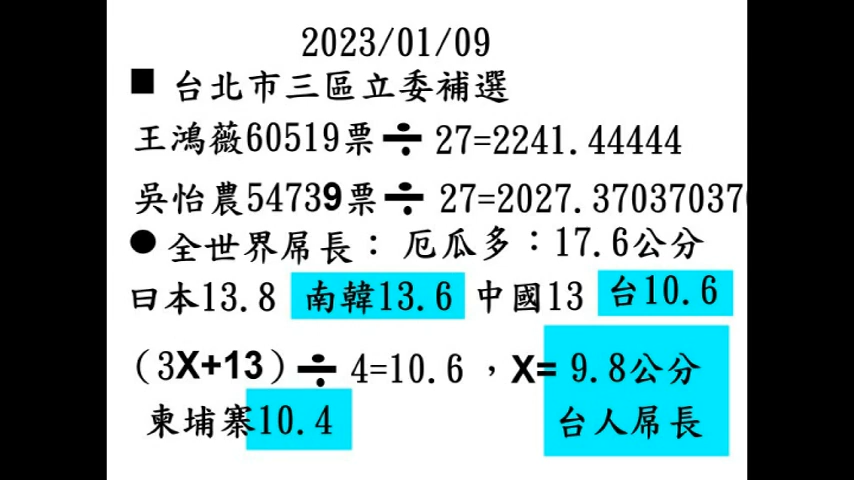 2023/01/09
■ 台北市三區立委補選
王鴻薇60519票÷ 27=2241.44444
吳怡農54739票÷ 27=2027.37037037
●全世界屌長： 厄瓜多：17.6公分
日本13.8 南韓13.6 中國13 台10.6
（3X+13）÷ 4=10.6 ，X= 9.8公分
柬埔寨10.4 台人屌長